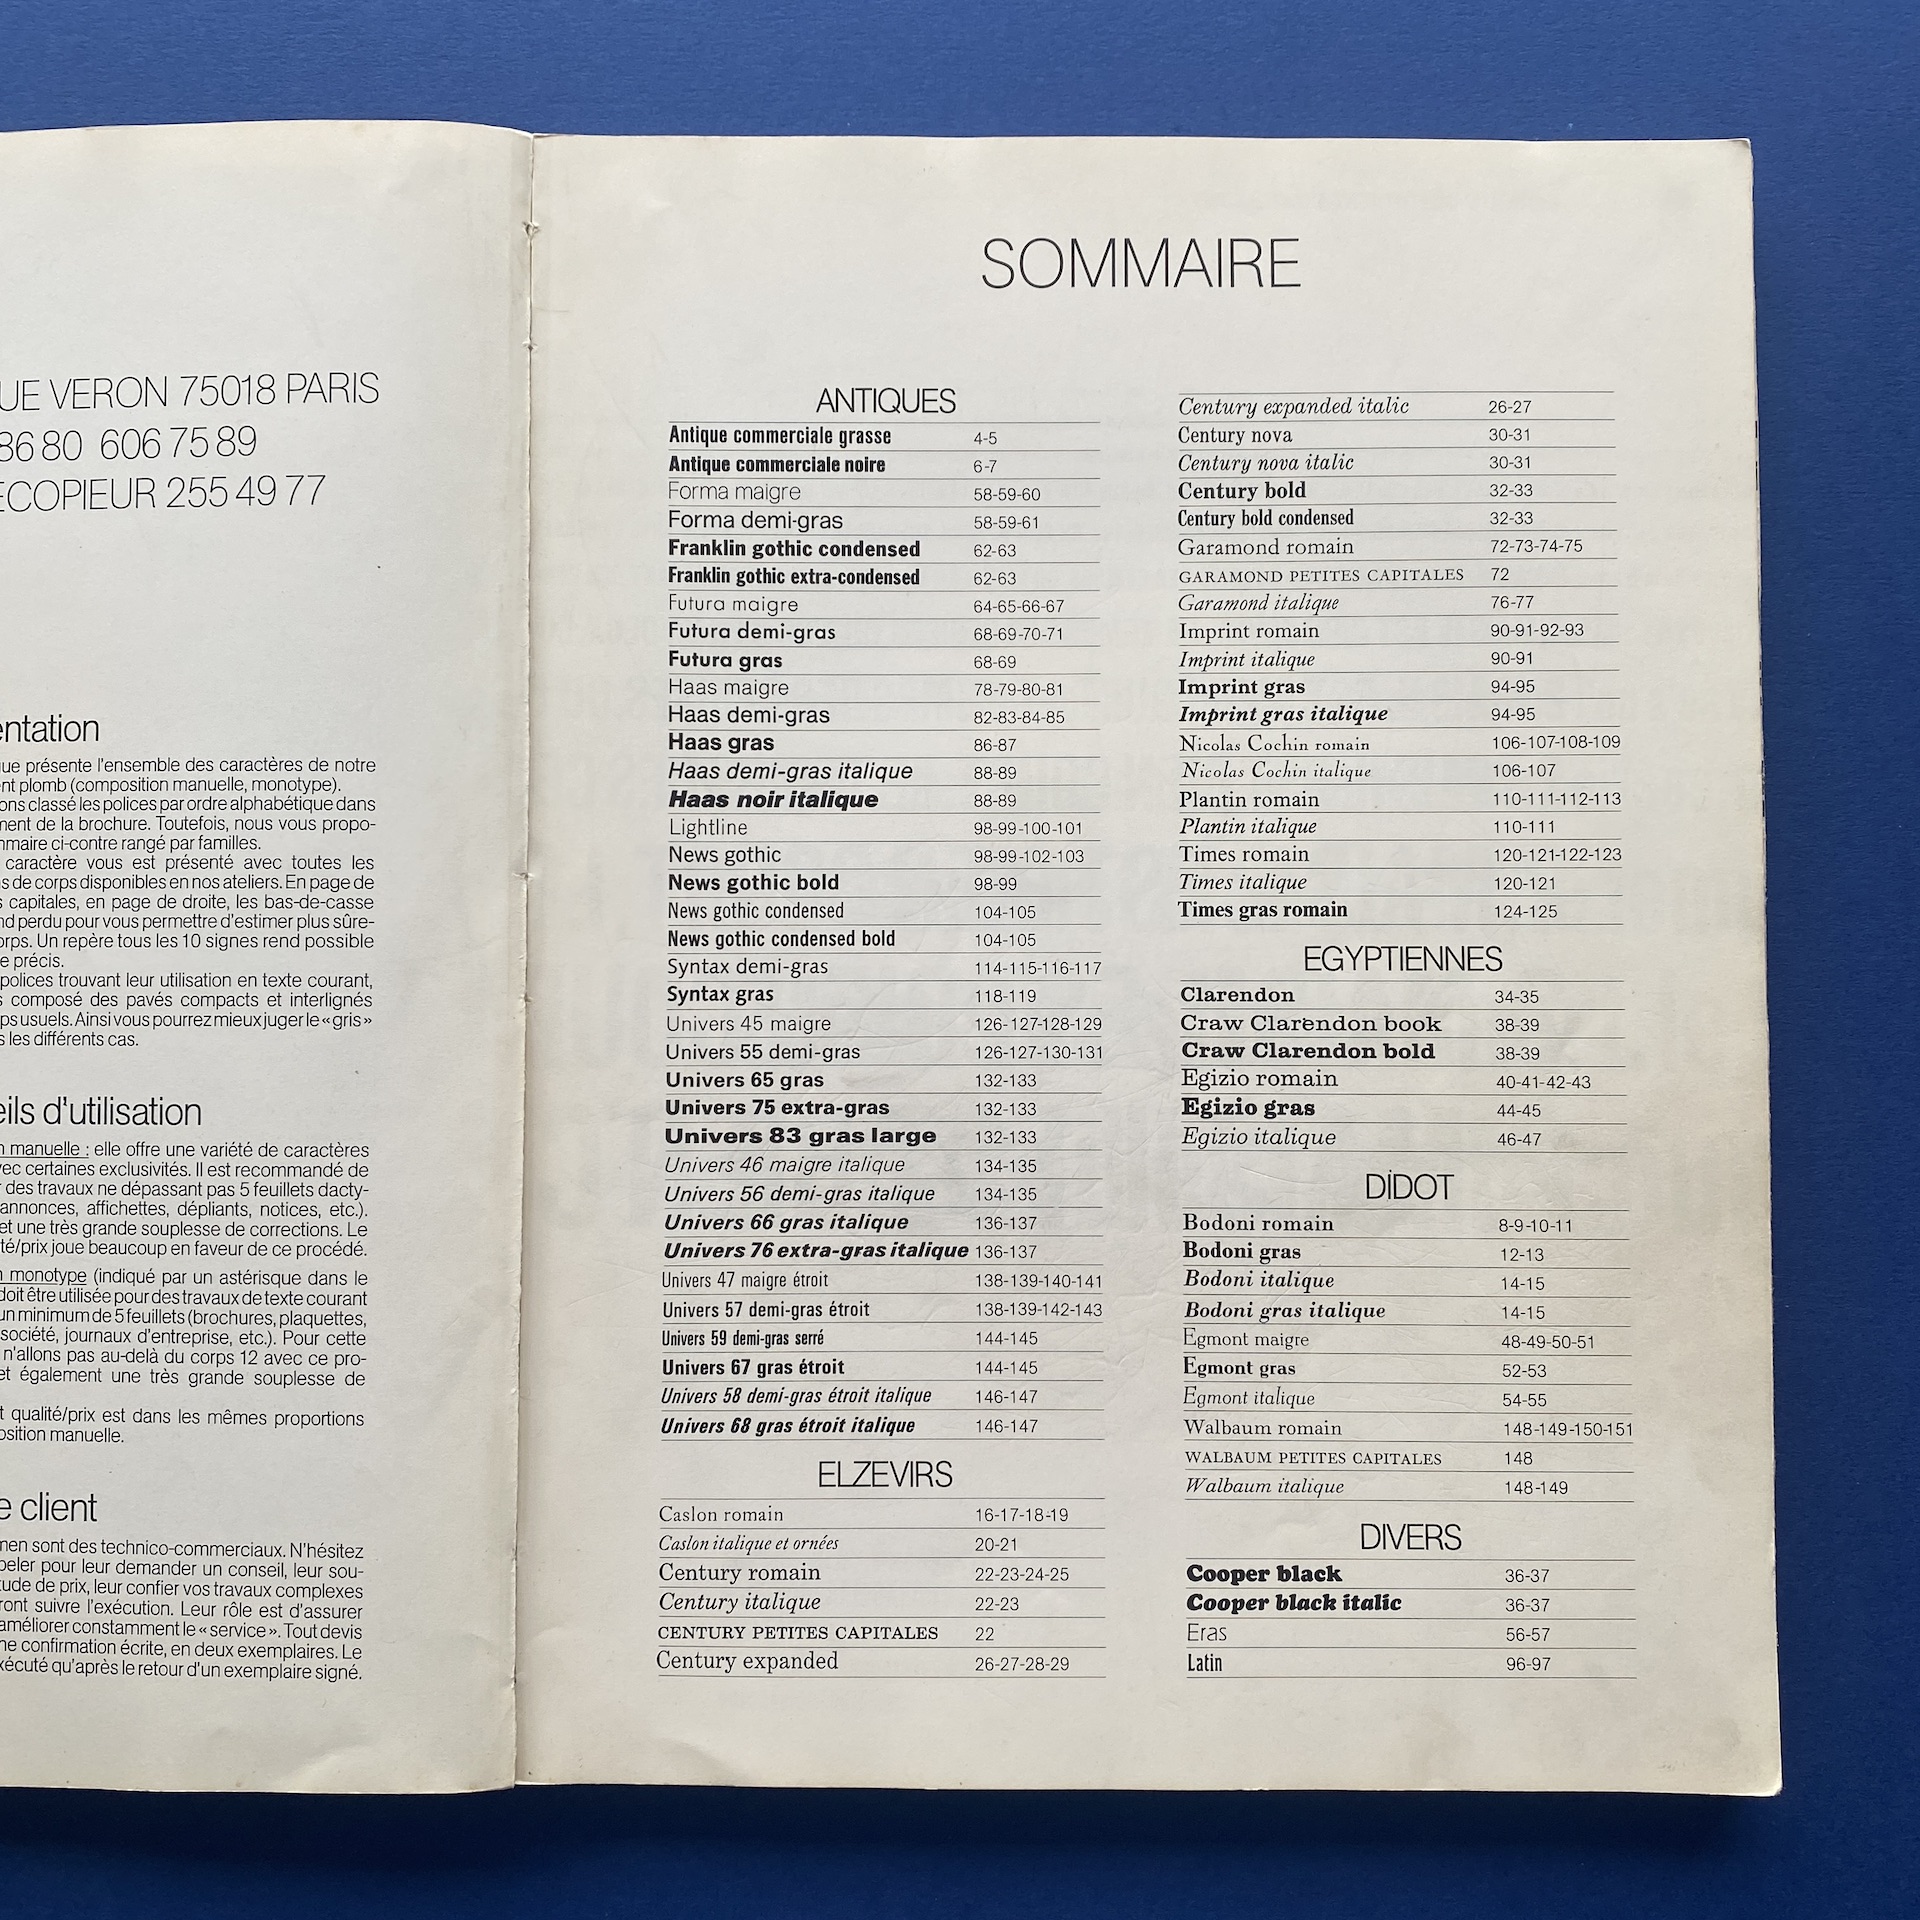 UE VERON 75018 PARIS
86 80 606 75 89
ECOPIEUR 255 49 77
entation
ue présente l'ensemble des caractères de notre
nt plomb (composition manuelle, monotype).
ons classé les polices par ordre alphabétique dans
ment de la brochure. Toutefois, nous vous propo-
mmaire ci-contre rangé par familles.
caractère vous est présenté avec toutes les
s de corps disponibles en nos ateliers. En page de
s capitales, en page de droite, les bas-de-casse
nd perdu pour vous permettre d'estimer plus sûre-
orps. Un repère tous les 10 signes rend possible
e précis.
polices trouvant leur utilisation en texte courant,
s composé des pavés compacts et interlignés
ps usuels. Ainsi vous pourrez mieux juger le « gris »
s les différents cas.
eils d'utilisation
n manuelle : elle offre une variété de caractères
vec certaines exclusivités. Il est recommandé de
r des travaux ne dépassant pas 5 feuillets dacty-
annonces, affichettes, dépliants, notices, etc.).
et une très grande souplesse de corrections. Le
té/prix joue beaucoup en faveur de ce procédé.
n monotype (indiqué par un astérisque dans le
doit être utilisée pour des travaux de texte courant
un minimum de 5 feuillets (brochures, plaquettes,
société, journaux d'entreprise, etc.). Pour cette
n'allons pas au-delà du corps 12 avec ce pro-
et également une très grande souplesse de
t qualité/prix est dans les mêmes proportions
osition manuelle.
e client
men sont des technico-commerciaux. N'hésitez
peler pour leur demander un conseil, leur sou-
tude de prix, leur confier vos travaux complexes
ront suivre l'exécution. Leur rôle est d'assurer
améliorer constamment le « service ». Tout devis
ne confirmation écrite, en deux exemplaires. Le
xécuté qu'après le retour d'un exemplaire signé.
SOMMAIRE
ANTIQUES
Antique commerciale grasse 4-5
Antique commerciale noire 6-7
Forma maigre 58-59-60
Forma demi-gras 58-59-61
Franklin gothic condensed 62-63
Franklin gothic extra-condensed 62-63
Futura maigre 64-65-66-67
Futura demi-gras 68-69-70-71
Futura gras 68-69
Haas maigre 78-79-80-81
Haas demi-gras 82-83-84-85
Haas gras 86-87
Haas demi-gras italique 88-89
Haas noir italique 88-89
Lightline 98-99-100-101
News gothic 98-99-102-103
News gothic bold 98-99
News gothic condensed 104-105
News gothic condensed bold 104-105
Syntax demi-gras 114-115-116-117
Syntax gras 118-119
Univers 45 maigre 126-127-128-129
Univers 55 demi-gras 126-127-130-131
Univers 65 gras 132-133
Univers 75 extra-gras 132-133
Univers 83 gras large 132-133
Univers 46 maigre italique 134-135
Univers 56 demi-gras italique 134-135
Univers 66 gras italique 136-137
Univers 76 extra-gras italique 136-137
Univers 47 maigre étroit 138-139-140-141
Univers 57 demi-gras étroit 138-139-142-143
Univers 59 demi-gras serré 144-145
Univers 67 gras étroit 144-145
Univers 58 demi-gras étroit italique 146-147
Univers 68 gras étroit italique 146-147
ELZEVIRS
Caslon romain 16-17-18-19
Caslon italique et ornées 20-21
Century romain 22-23-24-25
Century italique 22-23
CENTURY PETITES CAPITALES 22
Century expanded 26-27-28-29
Century expanded italic 26-27
Century nova 30-31
Century nova italic 30-31
Century bold 32-33
Century bold condensed 32-33
Garamond romain 72-73-74-75
GARAMOND PETITES CAPITALES 72
Garamond italique 76-77
Imprint romain 90-91-92-93
Imprint italique 90-91
Imprint gras 94-95
Imprint gras italique 94-95
Nicolas Cochin romain 106-107-108-109
Nicolas Cochin italique 106-107
Plantin romain 110-111-112-113
Plantin italique 110-111
Times romain 120-121-122-123
Times italique 120-121
Times gras romain 124-125
EGYPTIENNES
Clarendon 34-35
Craw Clarendon book 38-39
Craw Clarendon bold 38-39
Egizio romain 40-41-42-43
Egizio gras 44-45
Egizio italique 46-47
DIDOT
Bodoni romain 8-9-10-11
Bodoni gras 12-13
Bodoni italique 14-15
Bodoni gras italique 14-15
Egmont maigre 48-49-50-51
Egmont gras 52-53
Egmont italique 54-55
Walbaum romain 148-149-150-151
WALBAUM PETITES CAPITALES 148
Walbaum italique 148-149
DIVERS
Cooper black 36-37
Cooper black italic 36-37
Eras 56-57
Latin 96-97